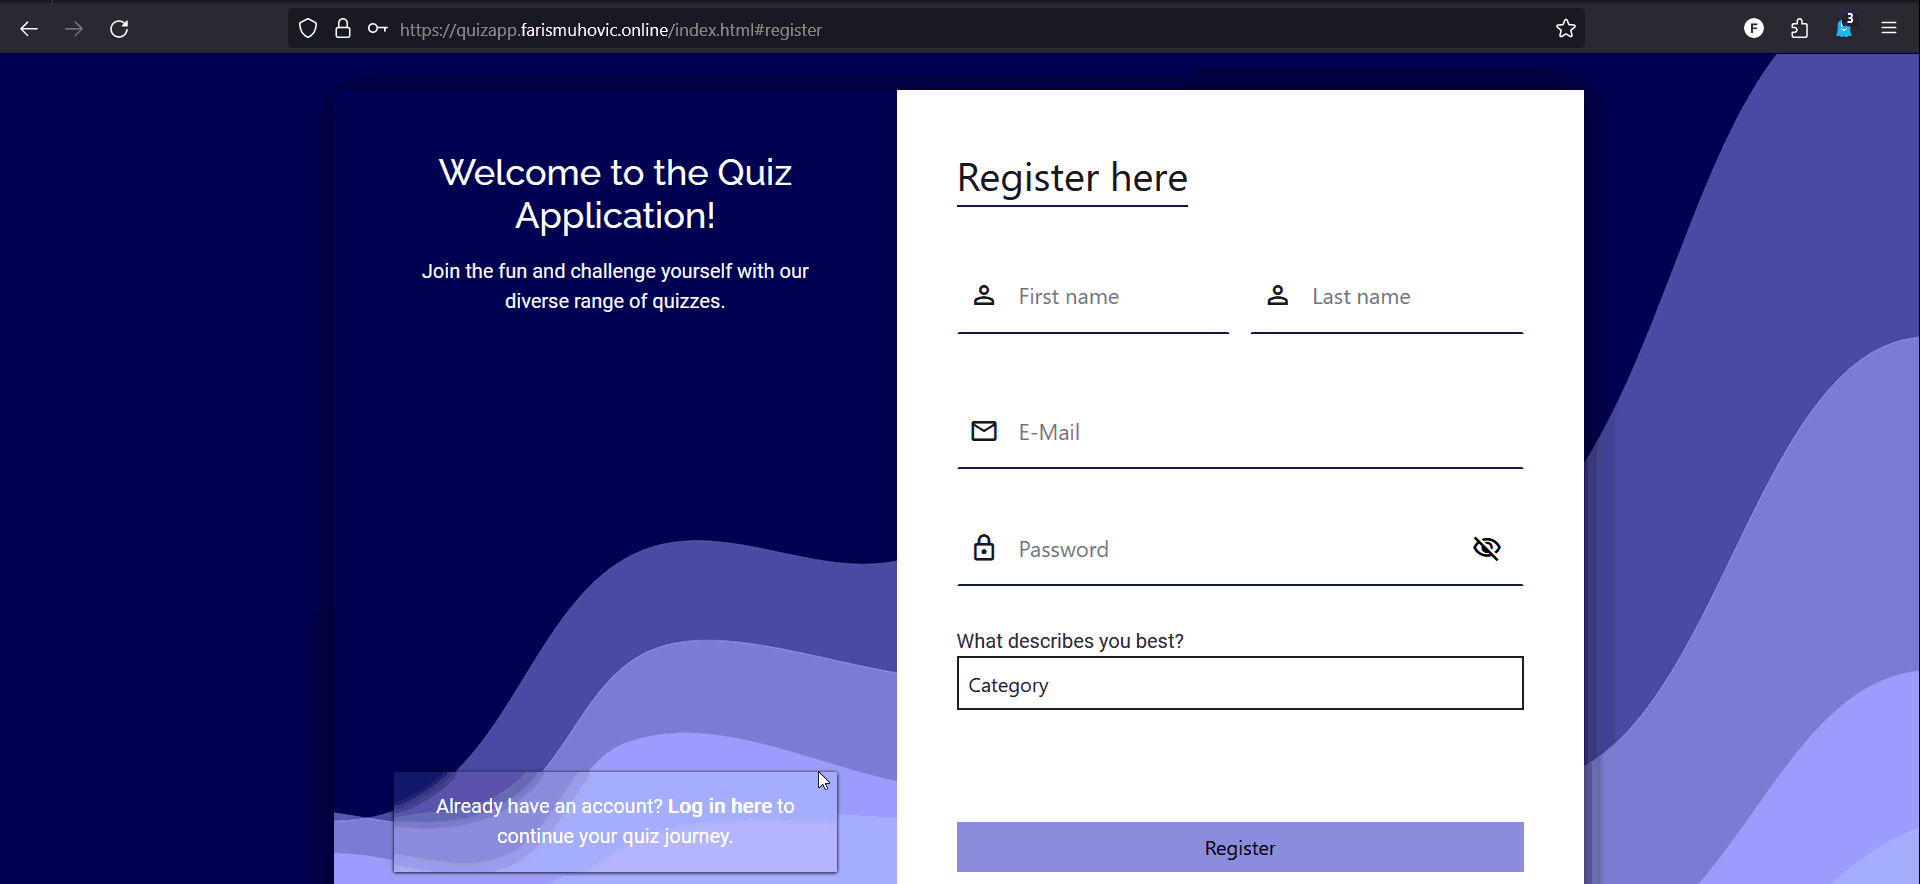 https://quizapp.farismuhovic.online/index.html#register
F
3
Welcome to the Quiz
Application!
Join the fun and challenge yourself with our
diverse range of quizzes.
Already have an account? Log in here to
continue your quiz journey.
Register here
First name
Last name
E-Mail
Password
What describes you best?
Category
Register